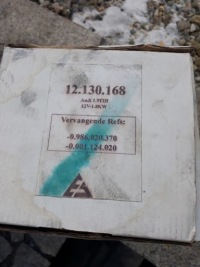 12.130.168
Audi 1.9TDI
12V-1.8KW
Vervangende Refs:
-0.986.020.370
-0.001.124.020